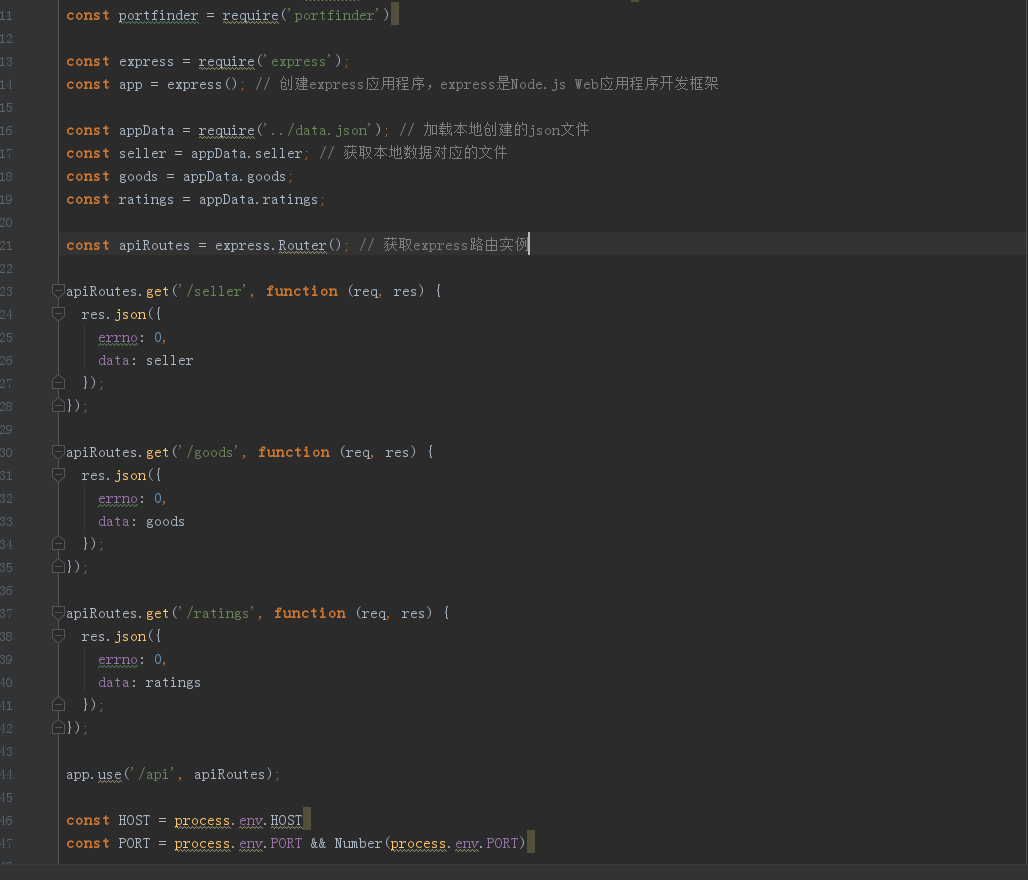 11 const portfinder = require('portfinder')
12
13 const express = require('express');
14 const app = express(); // 创建express应用程序，express是Node.js Web应用程序开发框架
15
16 const appData = require('../data.json'); // 加载本地创建的json文件
17 const seller = appData.seller; // 获取本地数据对应的文件
18 const goods = appData.goods;
19 const ratings = appData.ratings;
20
21 const apiRoutes = express.Router(); // 获取express路由实例
22
23 apiRoutes.get('/seller', function (req, res) {
24   res.json({
25     errno: 0,
26     data: seller
27   });
28 });
29
30 apiRoutes.get('/goods', function (req, res) {
31   res.json({
32     errno: 0,
33     data: goods
34   });
35 });
36
37 apiRoutes.get('/ratings', function (req, res) {
38   res.json({
39     errno: 0,
40     data: ratings
41   });
42 });
43
44 app.use('/api', apiRoutes);
45
46 const HOST = process.env.HOST
47 const PORT = process.env.PORT && Number(process.env.PORT)